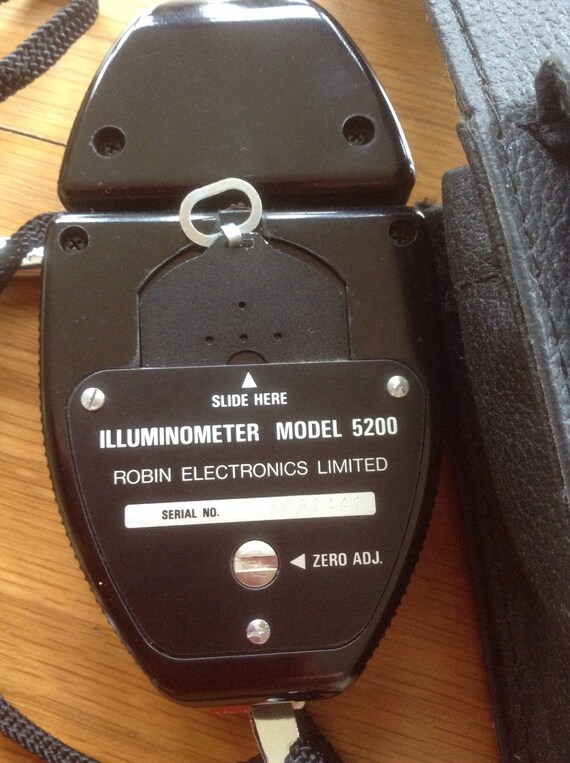 SLIDE HERE
ILLUMINOMETER MODEL 5200
ROBIN ELECTRONICS LIMITED
SERIAL NO.
ZERO ADJ.